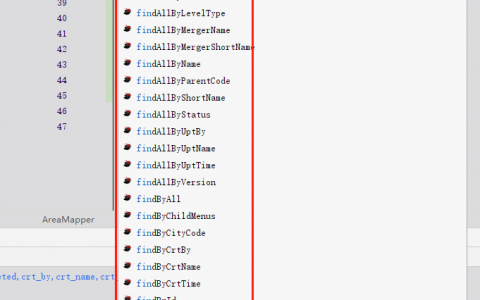 39
40
41
42
43
44
45
46
47
findAllByLevelType
findAllByMergerName
findAllByMergerShortName
findAllByName
findAllByParentCode
findAllByShortName
findAllByStatus
findAllByUptBy
findAllByUptName
findAllByUptTime
findAllByVersion
findByAll
findByChildMenus
findByCityCode
findByCrtBy
findByCrtName
findByCrtTime
findById
AreaMapper
eted,crt_by,crt_name,crt